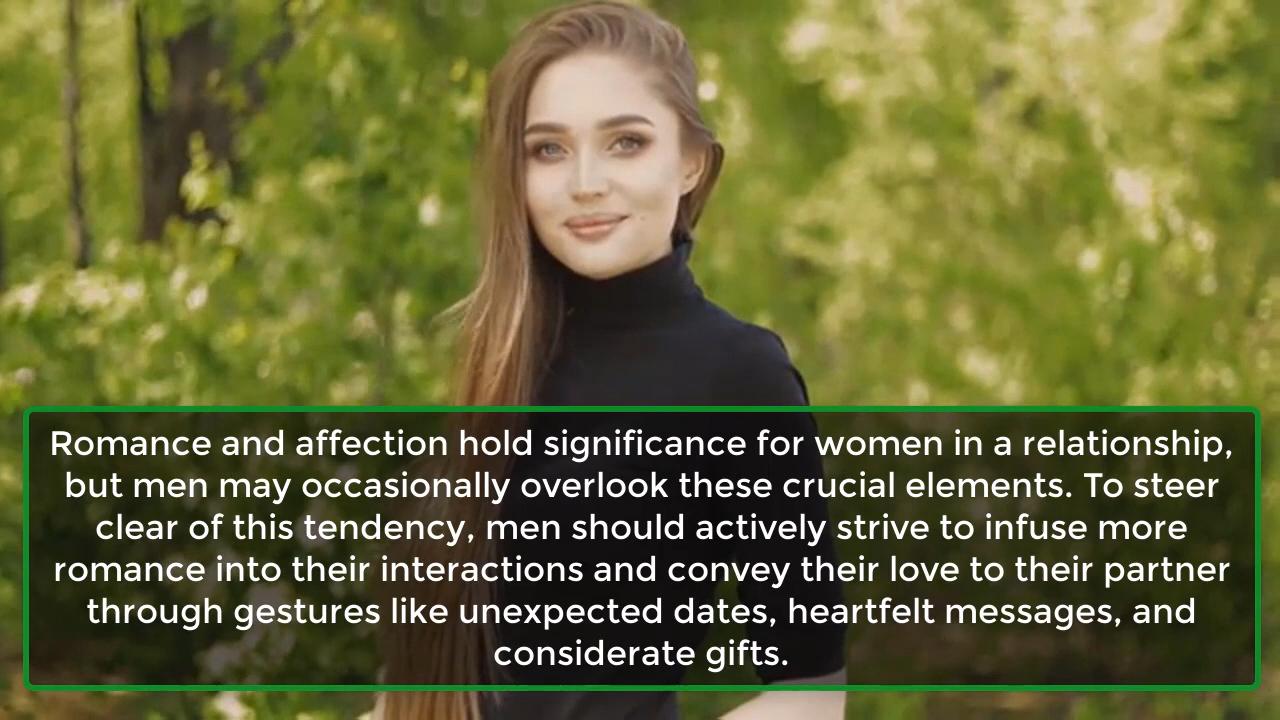 Romance and affection hold significance for women in a relationship,
but men may occasionally overlook these crucial elements. To steer
clear of this tendency, men should actively strive to infuse more
romance into their interactions and convey their love to their partner
through gestures like unexpected dates, heartfelt messages, and
considerate gifts.